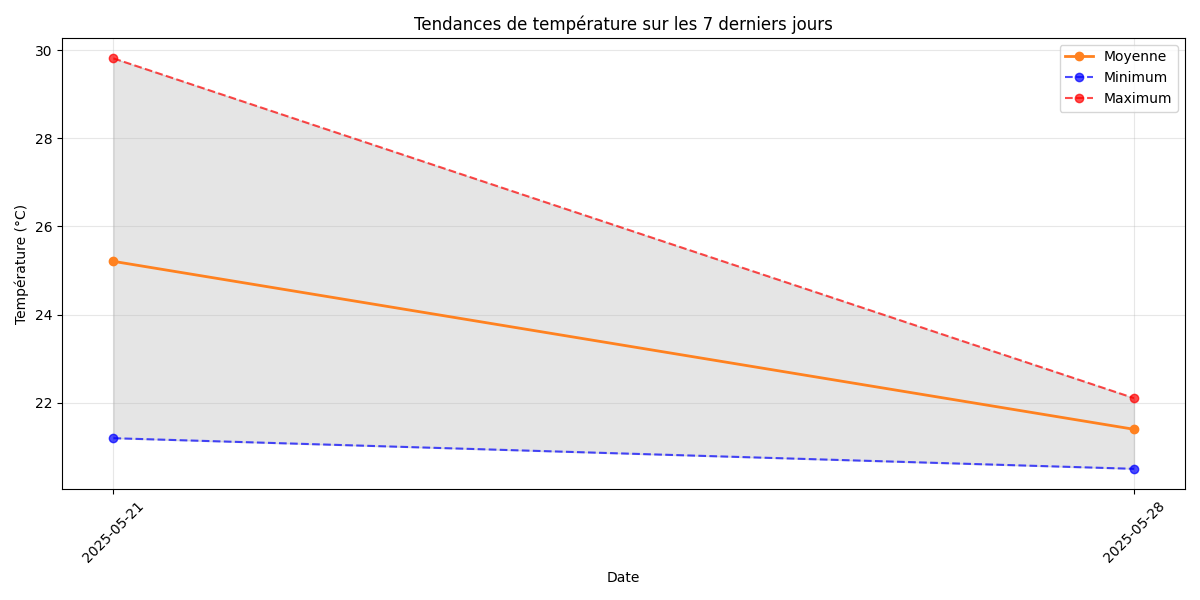 Tendances de température sur les 7 derniers jours
30
28
26
24
22
Température (°C)
Moyenne
Minimum
Maximum
2025-05-21
2025-05-28
Date